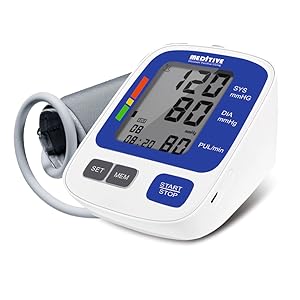 MEDITIVE
120
SYS
mmHg
80
DIA
mmHg
08
08-20
80
PUL/min
SET
MEM
START
STOP